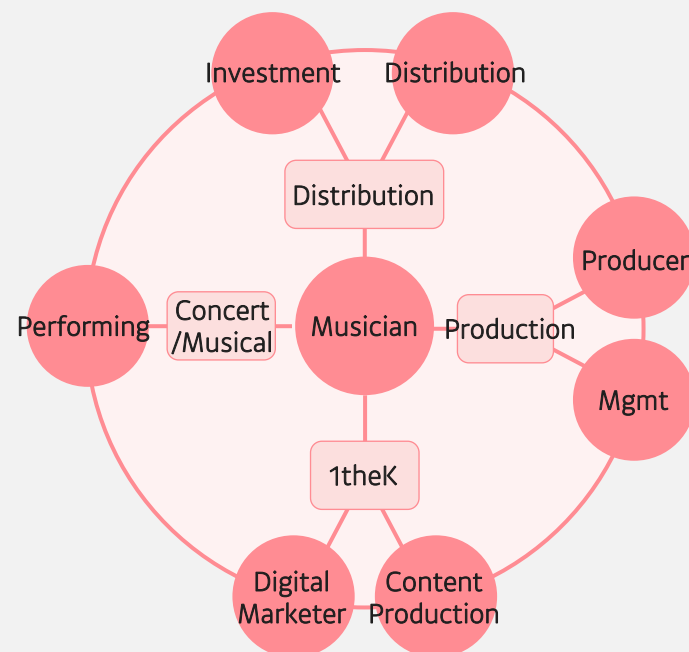 Investment
Distribution
Distribution
Producer
Performing
Concert
/Musical
Musician
Production
Mgmt
1theK
Digital
Marketer
Content
Production